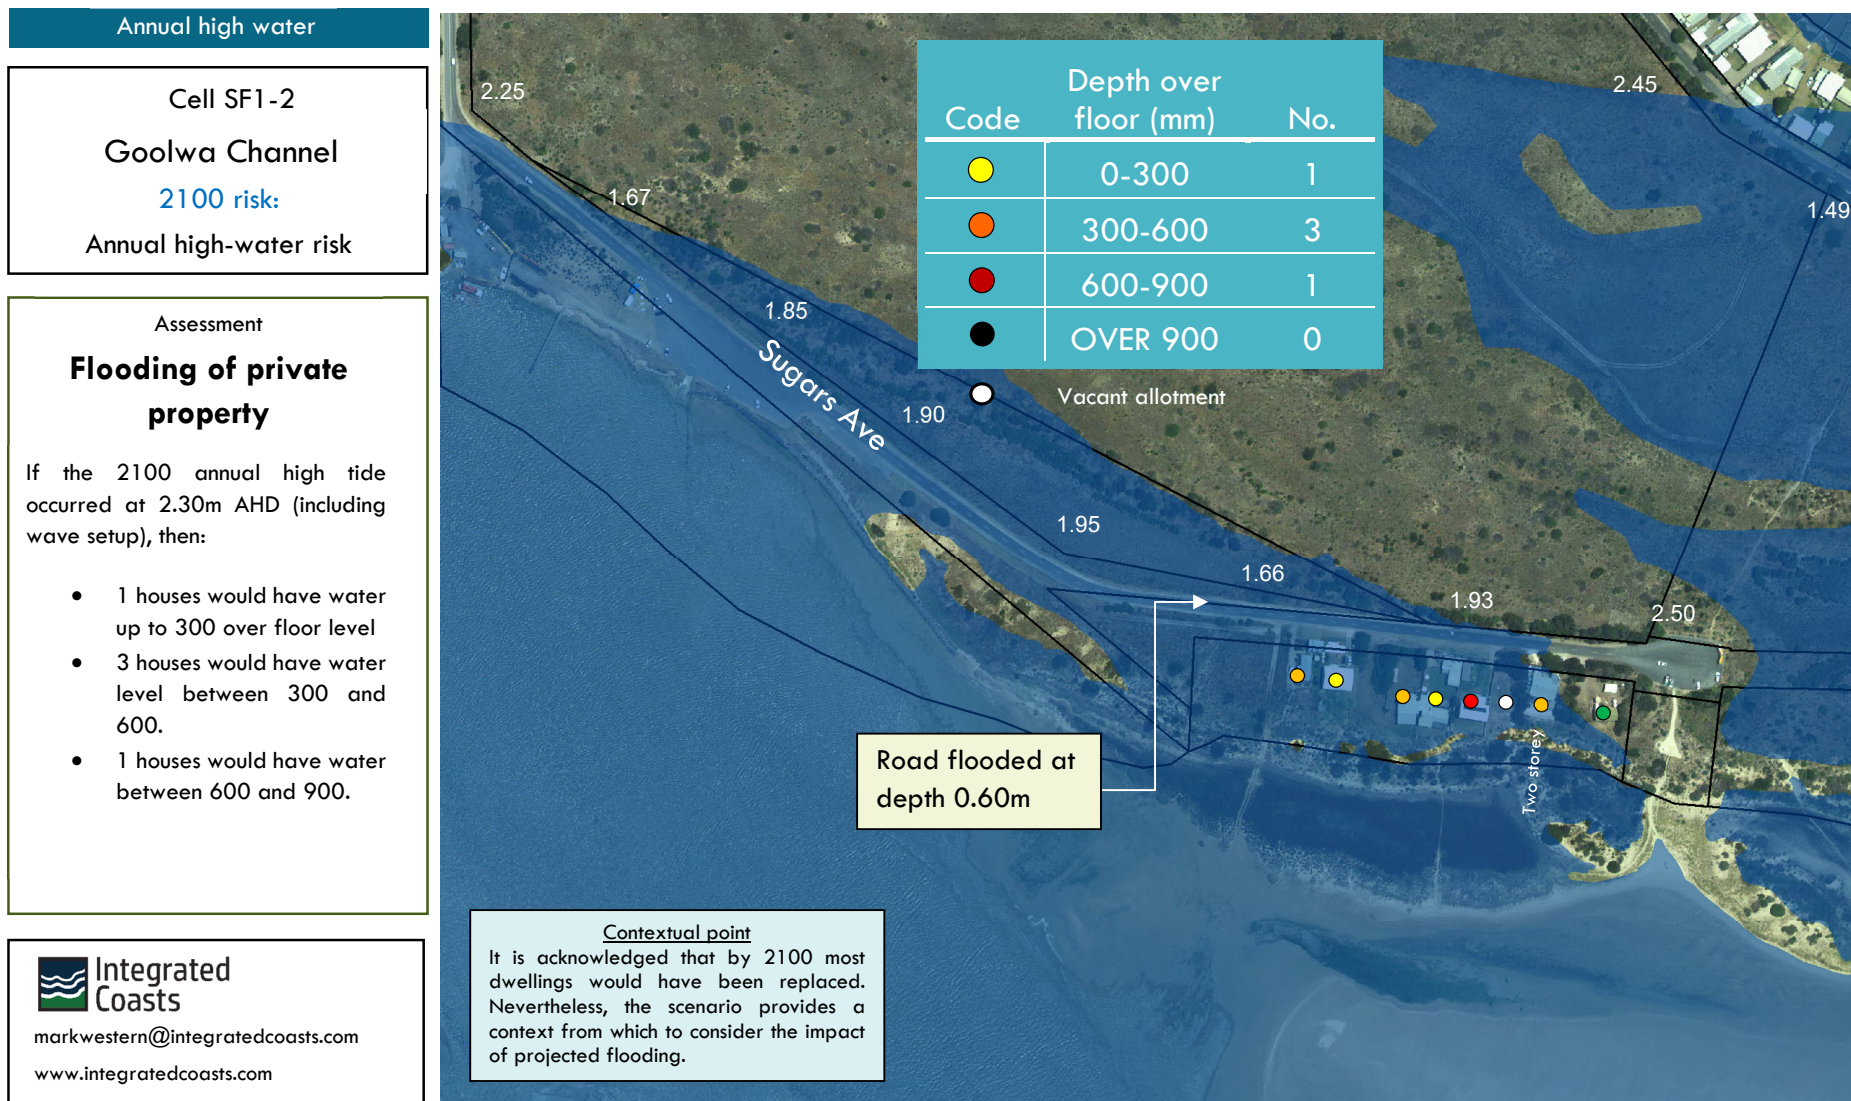 Annual high water
Cell SF1-2
Goolwa Channel
2100 risk:
Annual high-water risk
Assessment
Flooding of private
property
If the 2100 annual high tide
occurred at 2.30m AHD (including
wave setup), then:
• 1 houses would have water
up to 300 over floor level
• 3 houses would have water
level between 300 and
600.
• 1 houses would have water
between 600 and 900.
Integrated
Coasts
markwestern@integratedcoasts.com
www.integratedcoasts.com
Code Depth over floor (mm) No.
0-300 1
300-600 3
600-900 1
OVER 900 0
Vacant allotment
2.25
2.45
1.67
1.49
1.85
Sugars Ave
1.90
1.95
1.66
1.93
2.50
Two storey
Road flooded at
depth 0.60m
Contextual point
It is acknowledged that by 2100 most
dwellings would have been replaced.
Nevertheless, the scenario provides a
context from which to consider the impact
of projected flooding.